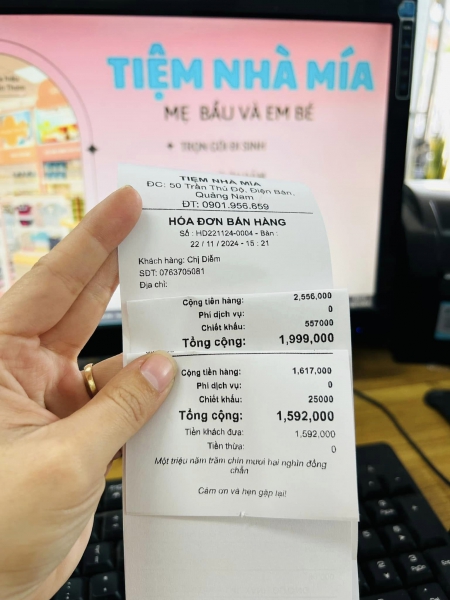 TIỆM NHÀ MÍA
MẸ BẦU VÀ EM BÉ
TRỌN GÓI ĐI SINH
TIỆM NHÀ MÍA
ĐC: 50 Trần Thủ Độ, Điện Bàn,
Quảng Nam
ĐT: 0901.956.659
HÓA ĐƠN BÁN HÀNG
Số : HD221124-0004 - Bàn :
22 / 11 / 2024 - 15 : 21
Khách hàng: Chị Diễm
SDT: 0763705081
Địa chỉ:
Cộng tiền hàng: 2,556,000
Phí dịch vụ: 0
Chiết khấu: 557000
Tổng cộng: 1,999,000
Cộng tiền hàng: 1,617,000
Phí dịch vụ: 0
Chiết khấu: 25000
Tổng cộng: 1,592,000
Tiền khách đưa: 1,592,000
Tiền thừa: 0
Một triệu năm trăm chín mươi hai nghìn đồng
chẵn
Cảm ơn và hẹn gặp lại!